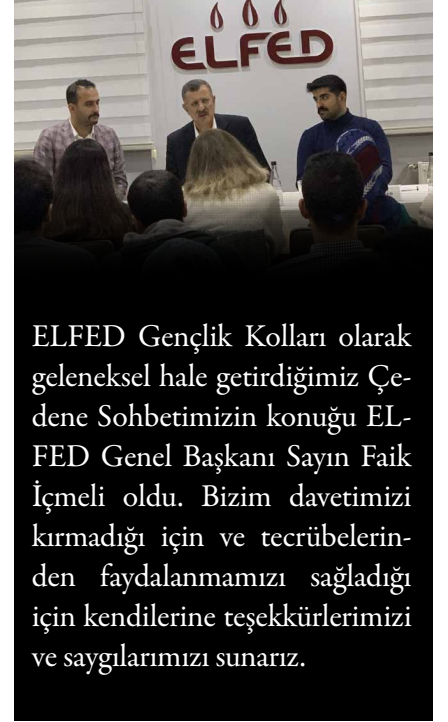 ELFED
ELFED Gençlik Kolları olarak
geleneksel hale getirdiğimiz Çe-
dene Sohbetimizin konuğu EL-
FED Genel Başkanı Sayın Faik
İçmeli oldu. Bizim davetimizi
kırmadığı için ve tecrübelerin-
den faydalanmamızı sağladığı
için kendilerine teşekkürlerimizi
ve saygılarımızı sunarız.